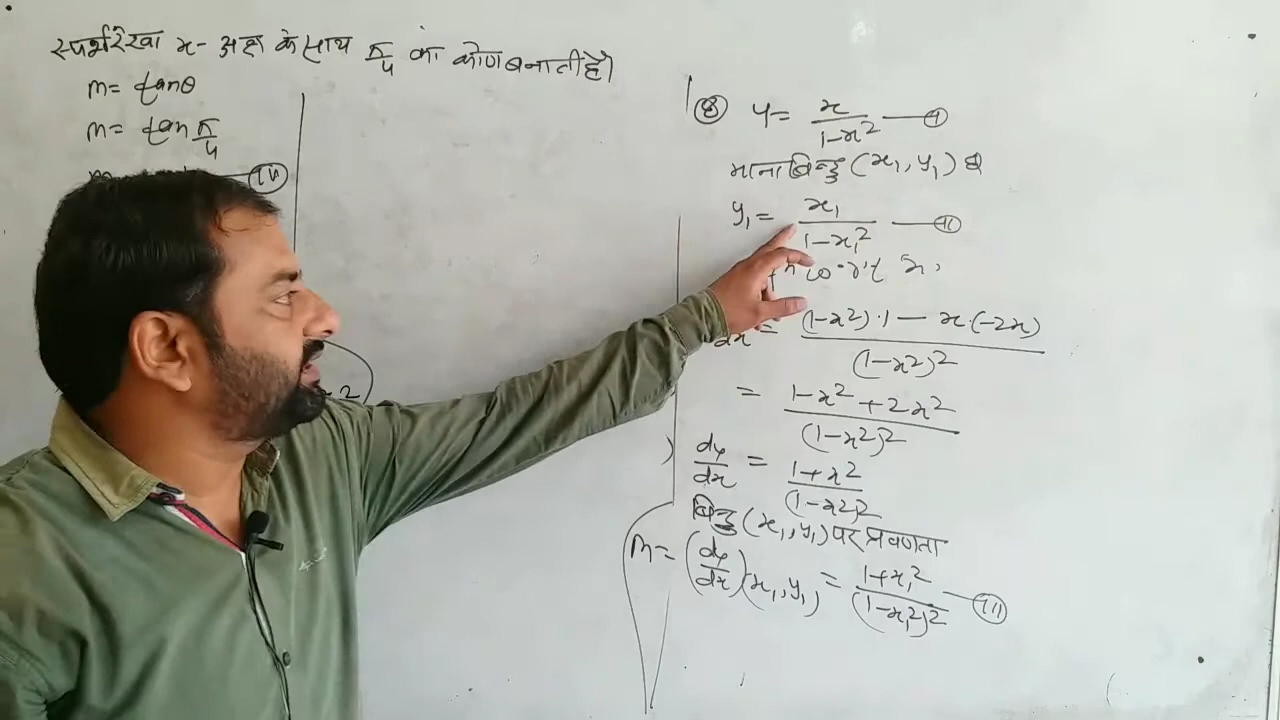 स्पर्शरेखा x- अक्ष के साथ π/4 का कोण बनाती है।
m = tanθ
m = tan π/4
(IV)
(8) y = x/(1-x²) — (I)
माना बिन्दु (x₁, y₁) है
y₁ = x₁/(1-x₁²) — (II)
w.r.t x,
dx = ((1-x²)·1 - x·(-2x))/(1-x²)²
= (1-x²+2x²)/(1-x²)²
dy/dx = (1+x²)/(1-x²)²
बिन्दु (x₁, y₁) पर प्रवणता
m = (dy/dx)(x₁, y₁) = (1+x₁²)/(1-x₁²)² — (III)